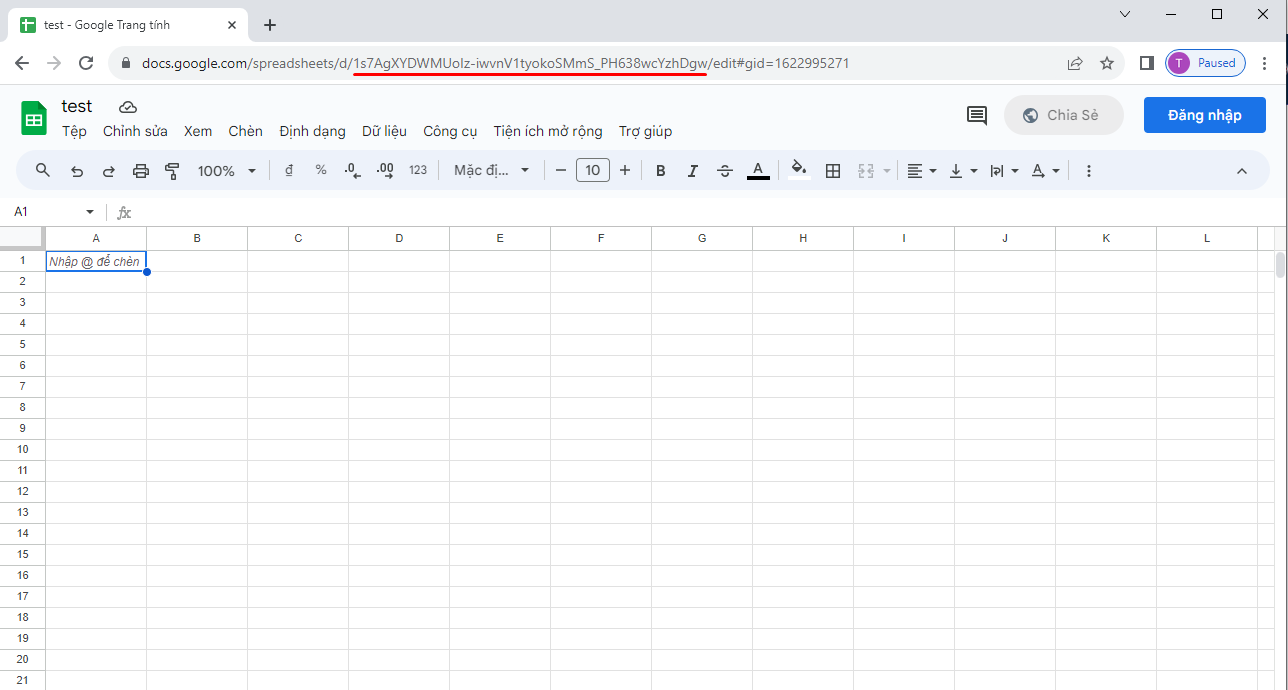 test - Google Trang tính
docs.google.com/spreadsheets/d/1s7AgXYDWMUolz-iwvnV1tyokoSMmS_PH638wcYzhDgw/edit#gid=1622995271
T Paused
test
Tệp Chỉnh sửa Xem Chèn Định dạng Dữ liệu Công cụ Tiện ích mở rộng Trợ giúp
Chia Sẻ
Đăng nhập
100% đ % .0 .00 123 Mặc đị... 10 B I S A
A1 fx
A B C D E F G H I J K L
1 Nhập @ để chèn
2
3
4
5
6
7
8
9
10
11
12
13
14
15
16
17
18
19
20
21